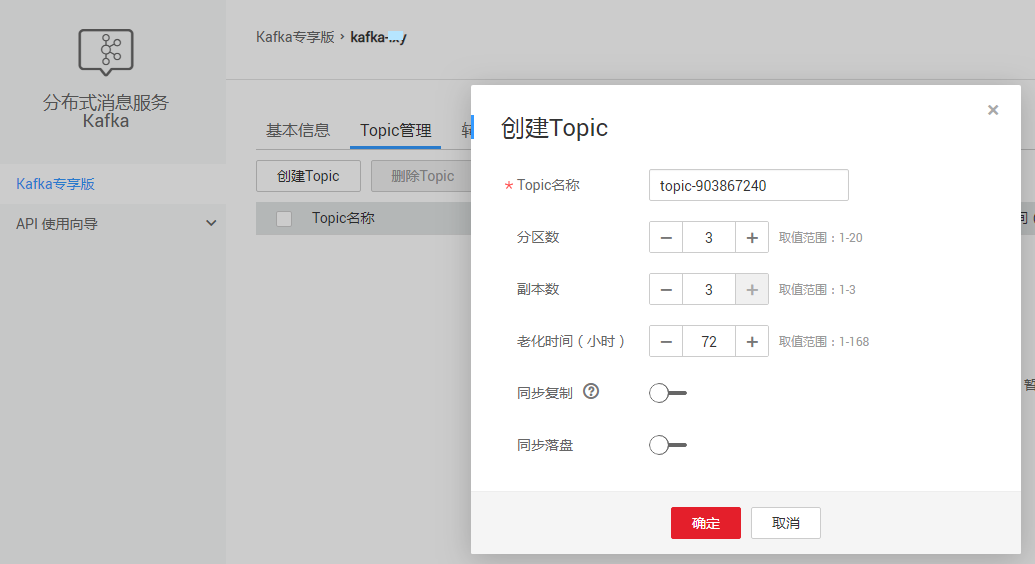 分布式消息服务
Kafka
Kafka专享版
API 使用向导
Kafka专享版 › kafka-
基本信息 Topic管理
创建Topic 删除Topic
Topic名称
创建Topic
×
* Topic名称 topic-903867240
分区数 − 3 + 取值范围：1-20
副本数 − 3 + 取值范围：1-3
老化时间（小时） − 72 + 取值范围：1-168
同步复制 ?
同步落盘
确定 取消